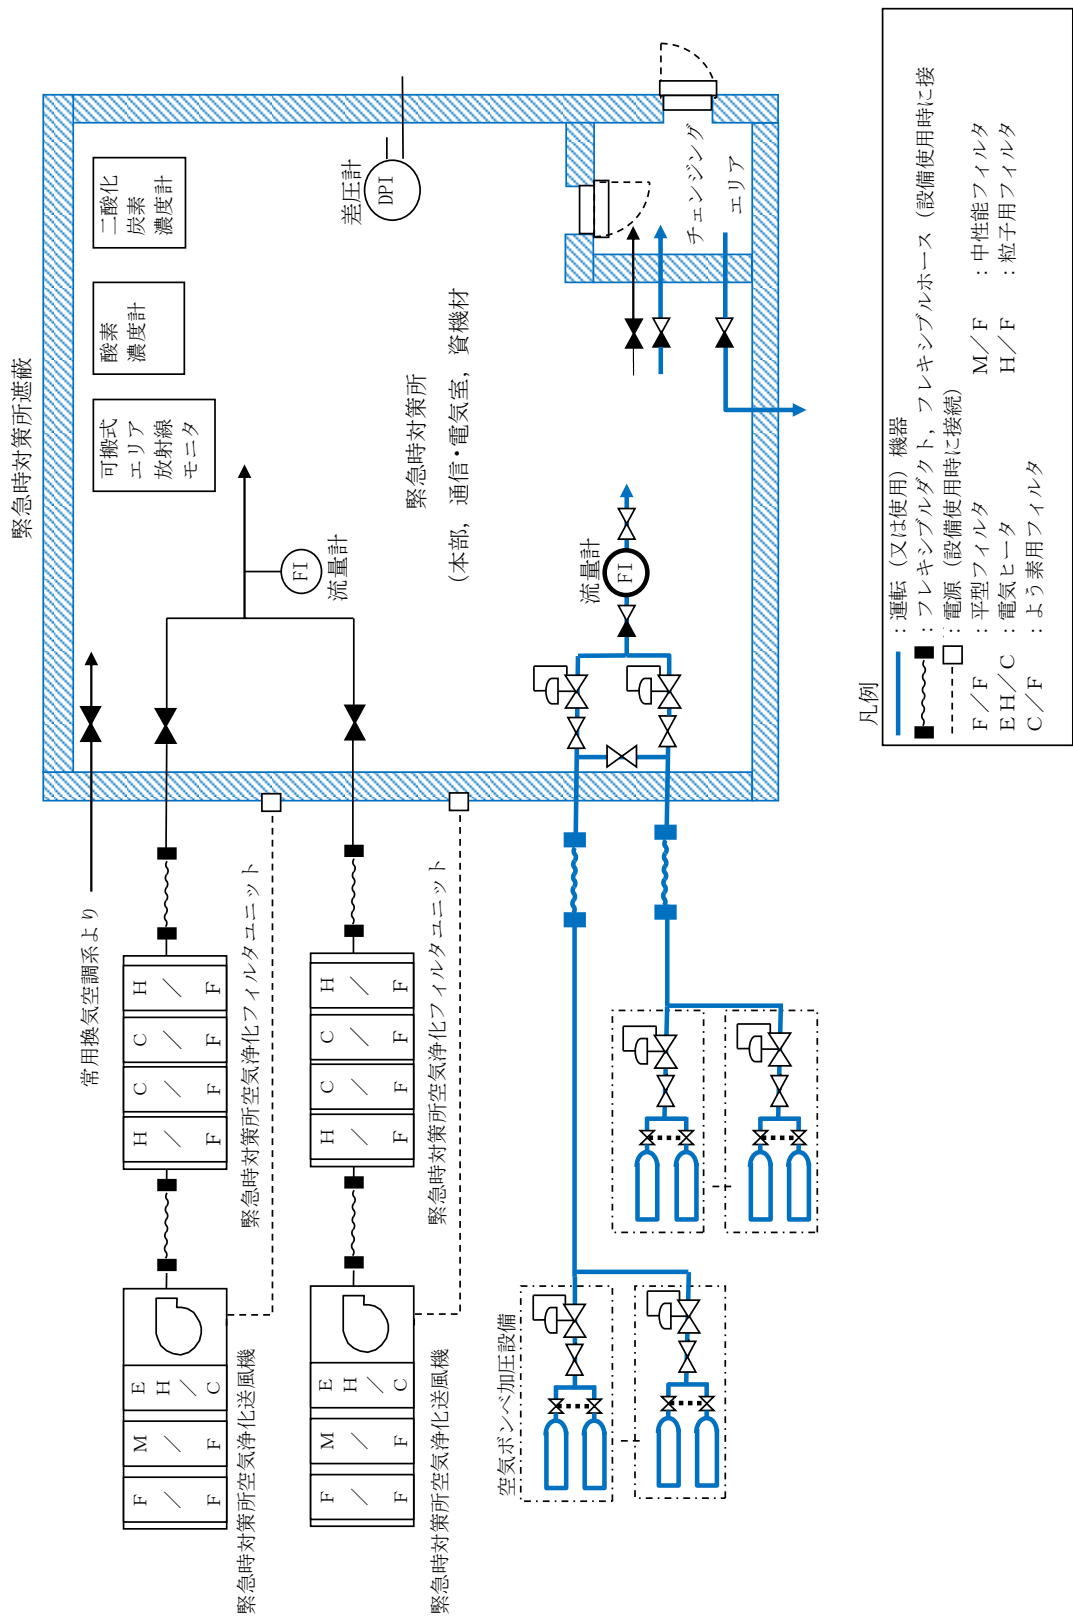 緊急時対策所遮蔽
二酸化
炭素
濃度計
酸素
濃度計
可搬式
エリア
放射線
モニタ
差圧計
DPI
チェンジング
エリア
緊急時対策所
(本部，通信・電気室，資機材
FI
流量計
流量計
FI
常用換気空調系より
H/F
C/F
C/F
H/F
緊急時対策所空気浄化フィルタユニット
H/F
C/F
C/F
H/F
緊急時対策所空気浄化フィルタユニット
EH/C
M/F
F/F
緊急時対策所空気浄化送風機
EH/C
M/F
F/F
緊急時対策所空気浄化送風機
空気ボンベ加圧設備
凡例
：運転（又は使用）機器
：フレキシブルダクト，フレキシブルホース（設備使用時に接
：電源（設備使用時に接続）
F／F ：平型フィルタ M／F ：中性能フィルタ
EH／C ：電気ヒータ H／F ：粒子用フィルタ
C／F ：よう素用フィルタ